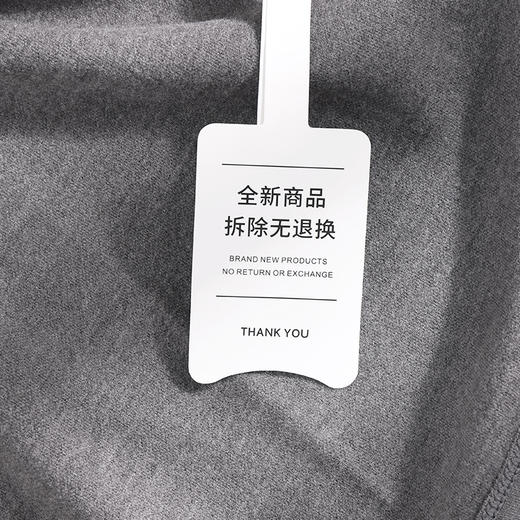 全新商品
拆除无退换
BRAND NEW PRODUCTS
NO RETURN OR EXCHANGE
THANK YOU